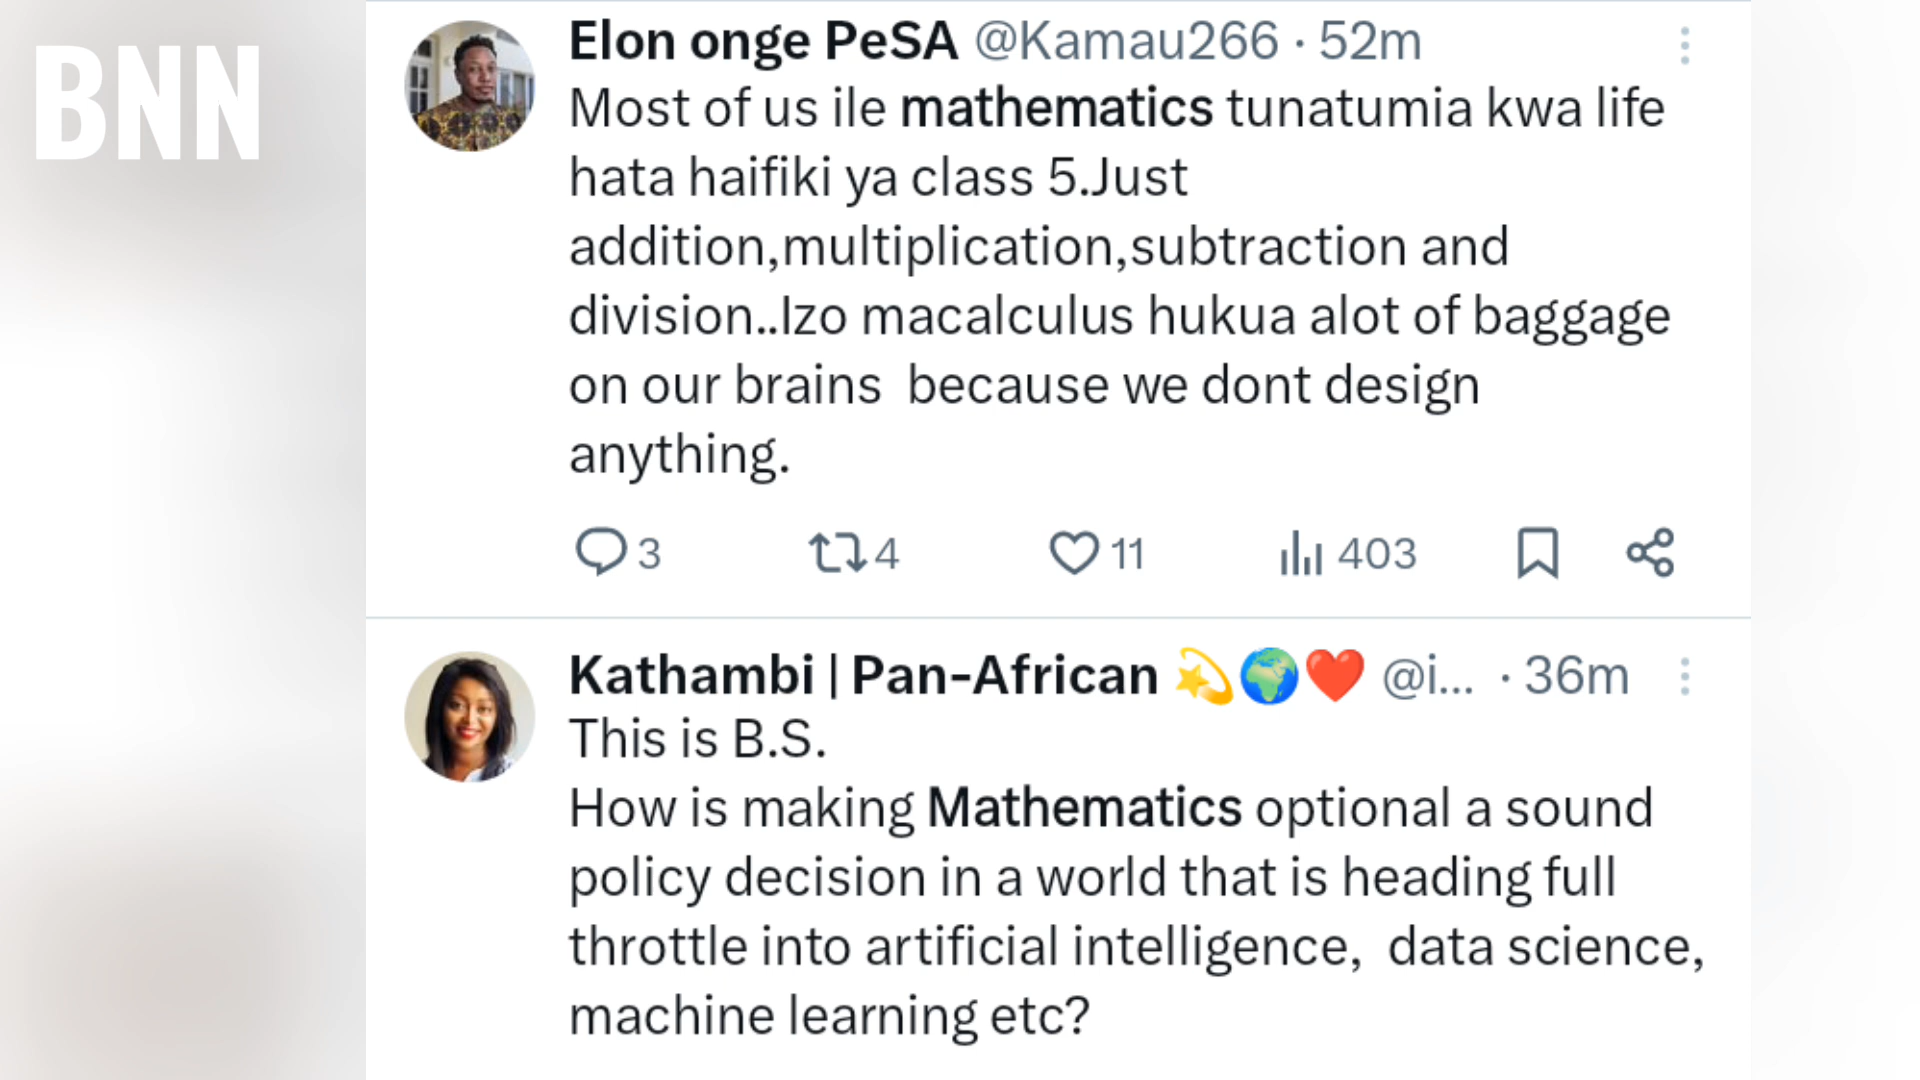 BNN
Elon onge PeSA @Kamau266 · 52m
Most of us ile mathematics tunatumia kwa life
hata haifiki ya class 5.Just
addition,multiplication,subtraction and
division..Izo macalculus hukua alot of baggage
on our brains  because we dont design
anything.
3 4 11 403
Kathambi | Pan-African 💫🌍❤️ @i... · 36m
This is B.S.
How is making Mathematics optional a sound
policy decision in a world that is heading full
throttle into artificial intelligence,  data science,
machine learning etc?